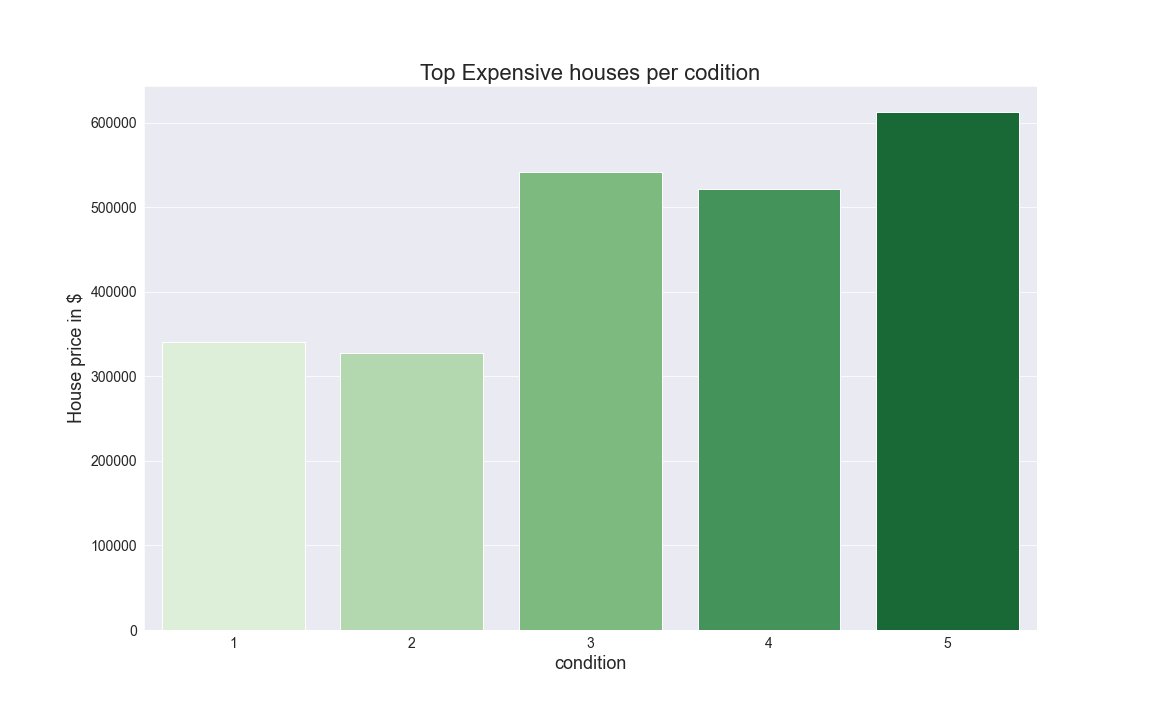 Top Expensive houses per codition
600000
500000
400000
300000
200000
100000
0
House price in $
1 2 3 4 5
condition